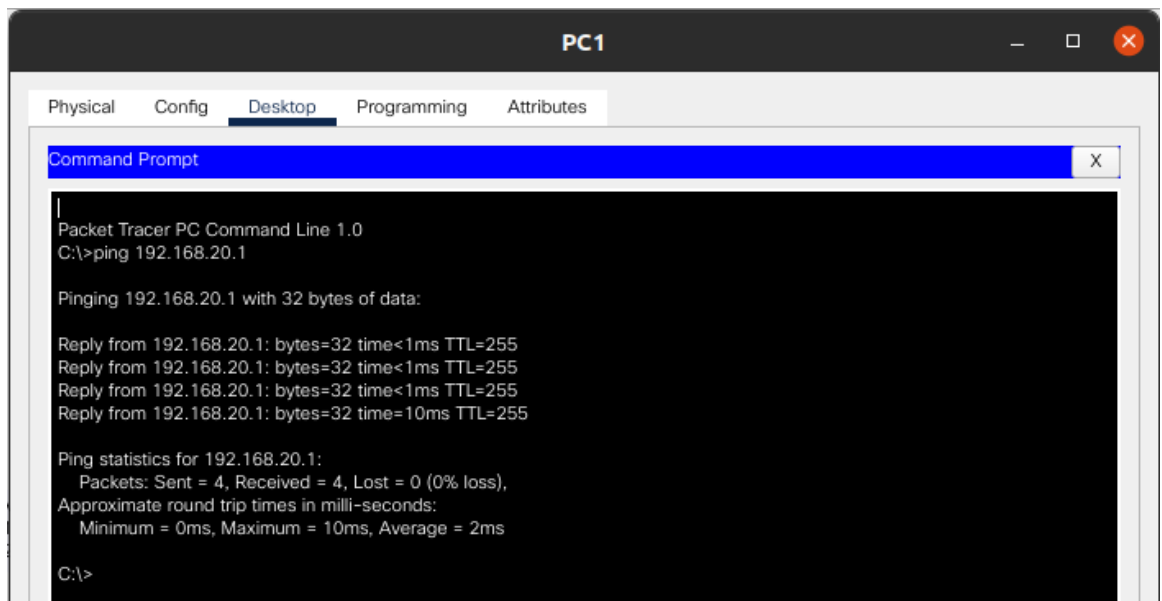 PC1
Physical Config Desktop Programming Attributes
Command Prompt X
Packet Tracer PC Command Line 1.0
C:\>ping 192.168.20.1
Pinging 192.168.20.1 with 32 bytes of data:
Reply from 192.168.20.1: bytes=32 time<1ms TTL=255
Reply from 192.168.20.1: bytes=32 time<1ms TTL=255
Reply from 192.168.20.1: bytes=32 time<1ms TTL=255
Reply from 192.168.20.1: bytes=32 time=10ms TTL=255
Ping statistics for 192.168.20.1:
Packets: Sent = 4, Received = 4, Lost = 0 (0% loss),
Approximate round trip times in milli-seconds:
Minimum = 0ms, Maximum = 10ms, Average = 2ms
C:\>